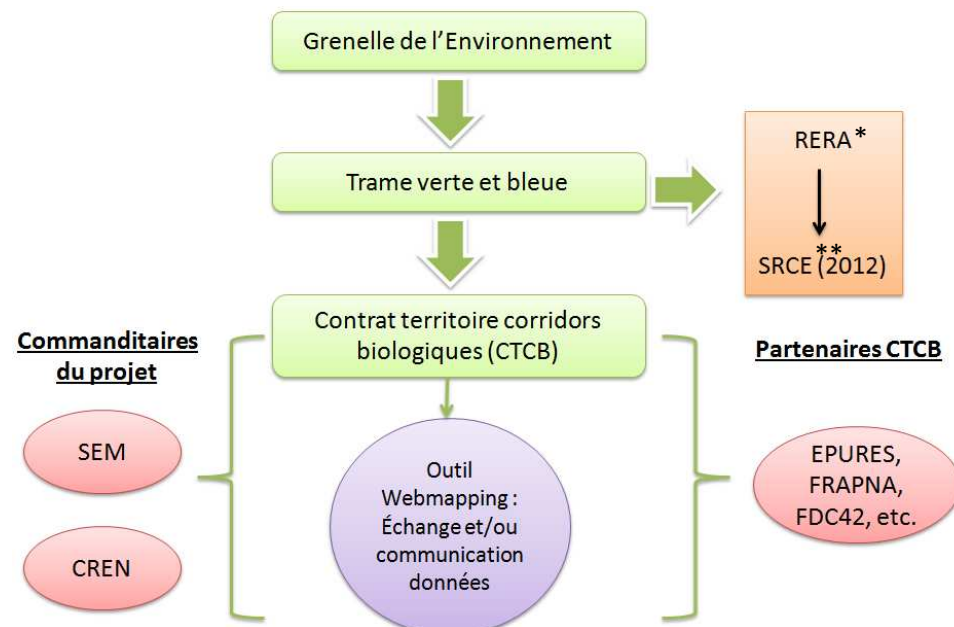 Grenelle de l'Environnement
Trame verte et bleue
RERA*
SRCE (2012)**
Contrat territoire corridors
biologiques (CTCB)
Commanditaires
du projet
SEM
CREN
Outil
Webmapping :
Échange et/ou
communication
données
Partenaires CTCB
EPURES,
FRAPNA,
FDC42, etc.